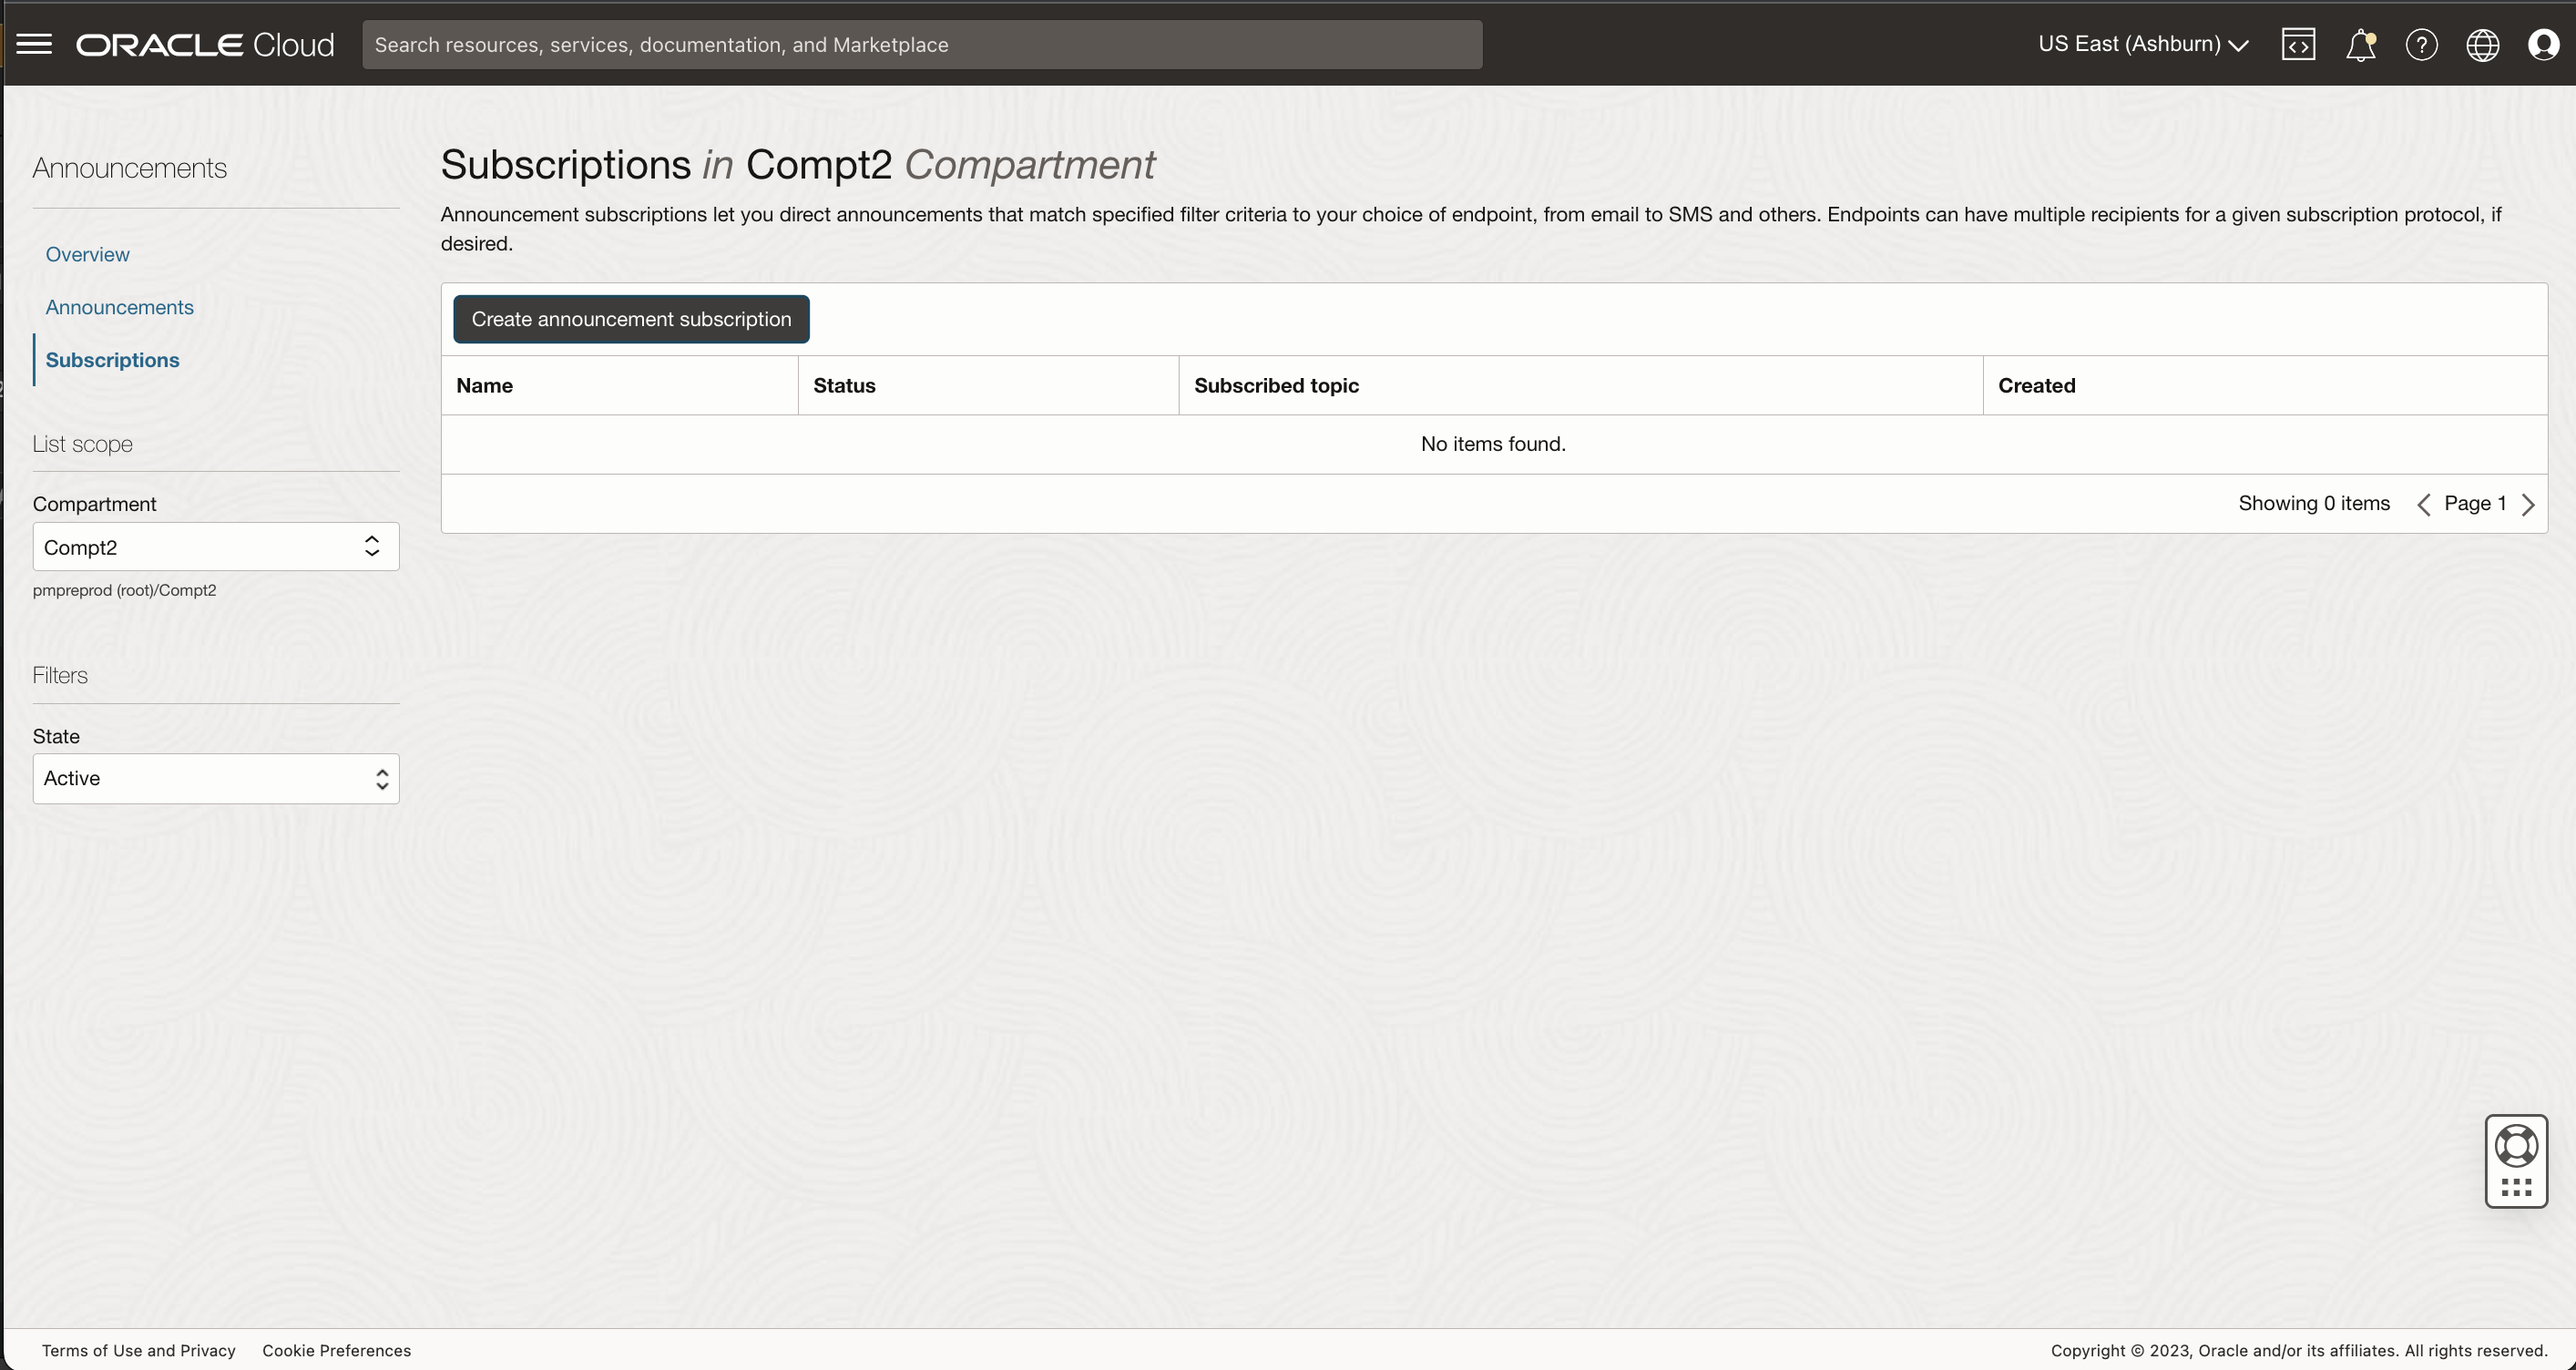 ORACLE Cloud
Search resources, services, documentation, and Marketplace
US East (Ashburn)
Announcements
Overview
Announcements
Subscriptions
List scope
Compartment
Compt2
pmpreprod (root)/Compt2
Filters
State
Active
Subscriptions in Compt2 Compartment
Announcement subscriptions let you direct announcements that match specified filter criteria to your choice of endpoint, from email to SMS and others. Endpoints can have multiple recipients for a given subscription protocol, if
desired.
Create announcement subscription
Name Status Subscribed topic Created
No items found.
Showing 0 items Page 1
Terms of Use and Privacy Cookie Preferences
Copyright © 2023, Oracle and/or its affiliates. All rights reserved.